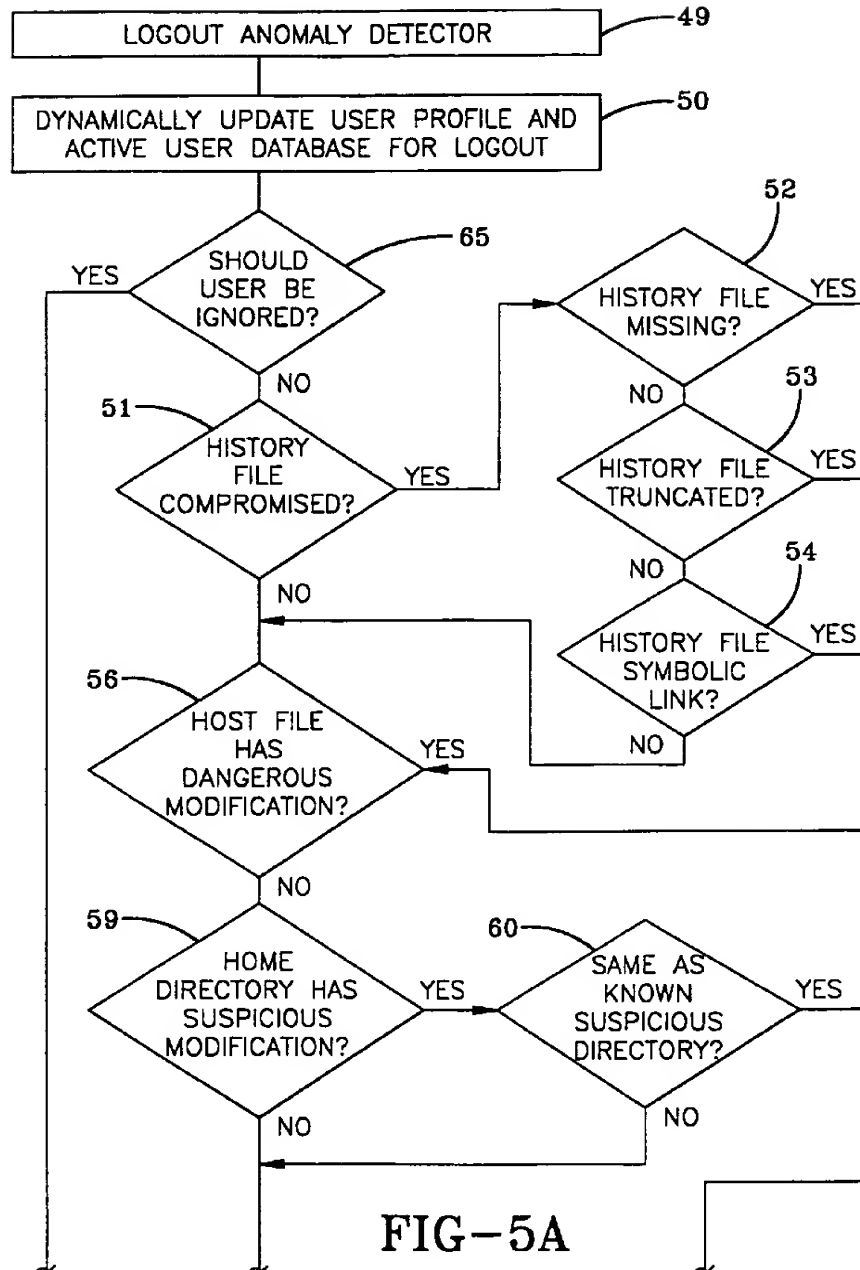 LOGOUT ANOMALY DETECTOR
49
DYNAMICALLY UPDATE USER PROFILE AND
ACTIVE USER DATABASE FOR LOGOUT
50
SHOULD
USER BE
IGNORED?
65
YES
NO
51
HISTORY
FILE
COMPROMISED?
YES
NO
52
HISTORY FILE
MISSING?
YES
NO
53
HISTORY FILE
TRUNCATED?
YES
NO
54
HISTORY FILE
SYMBOLIC
LINK?
YES
NO
56
HOST FILE
HAS
DANGEROUS
MODIFICATION?
YES
NO
59
HOME
DIRECTORY HAS
SUSPICIOUS
MODIFICATION?
YES
NO
60
SAME AS
KNOWN
SUSPICIOUS
DIRECTORY?
YES
NO
FIG-5A